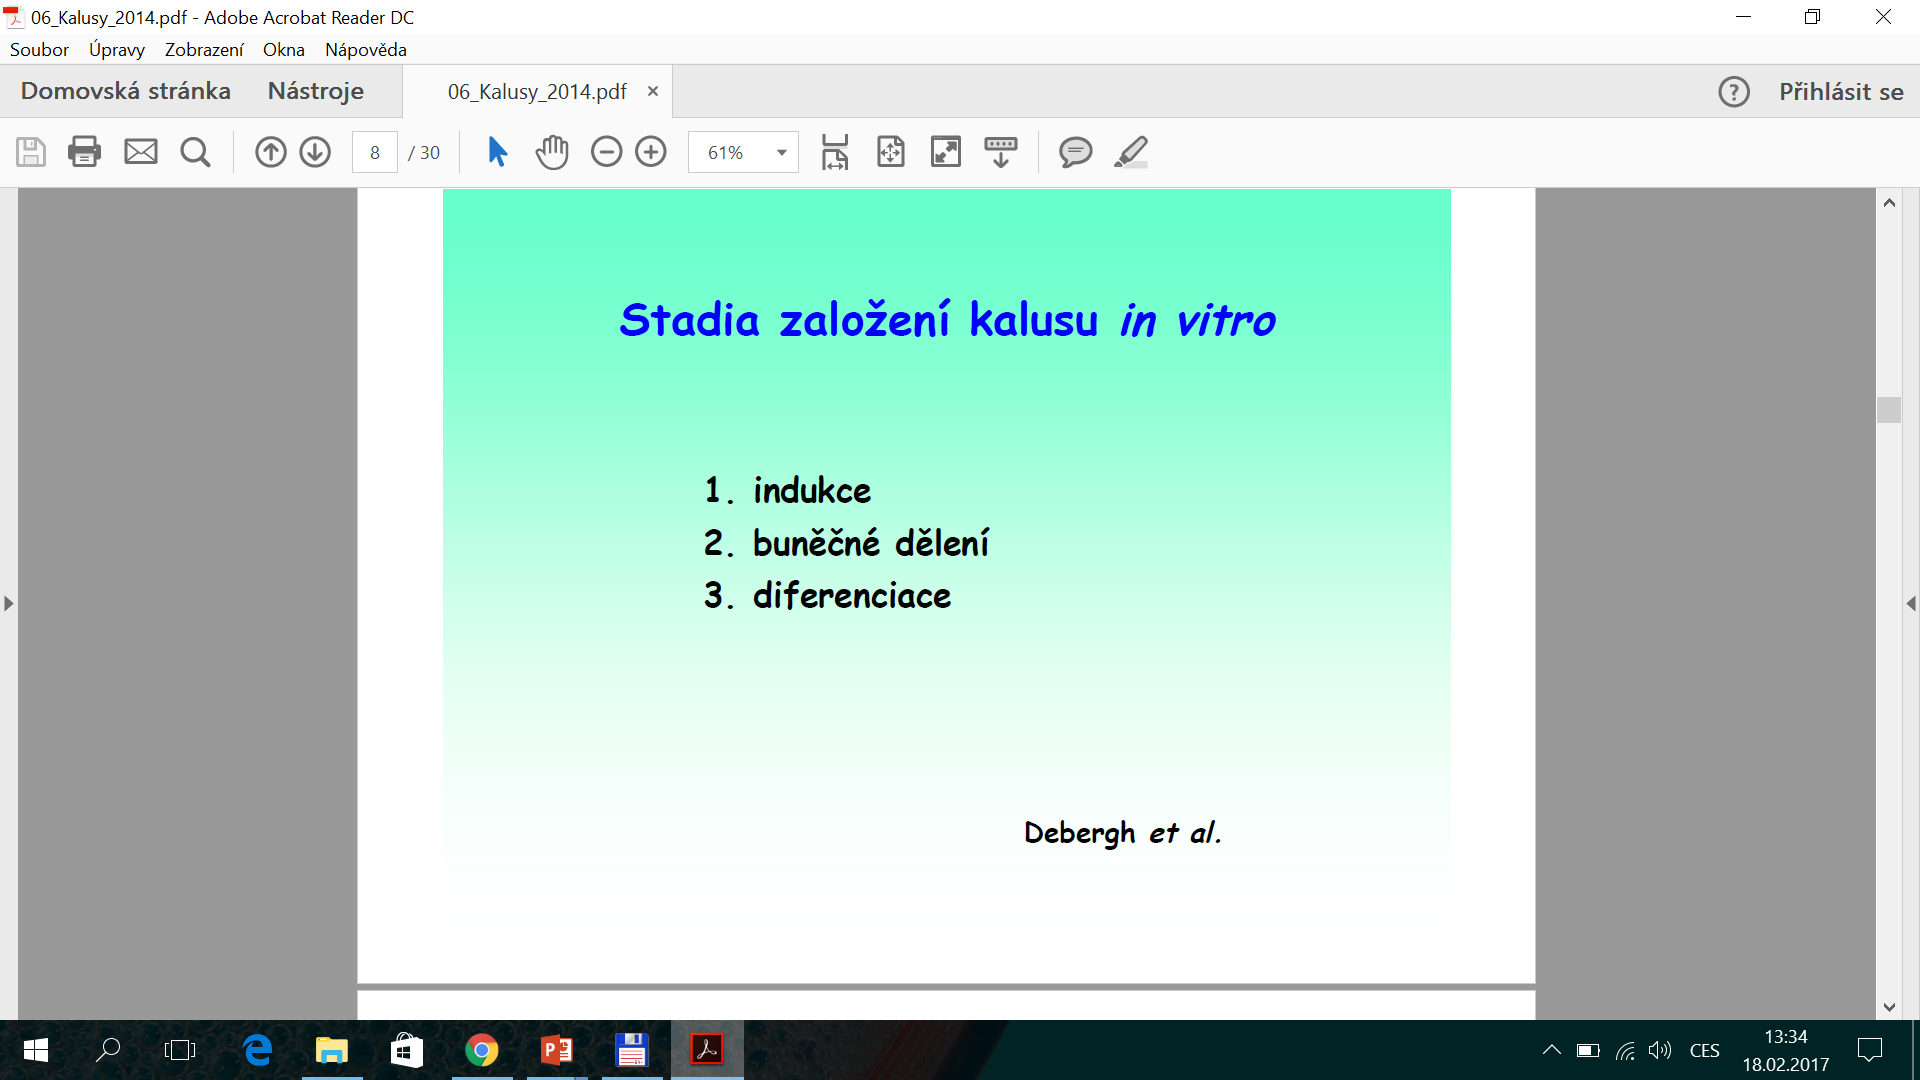 06_Kalusy_2014.pdf - Adobe Acrobat Reader DC
Soubor Úpravy Zobrazení Okna Nápověda
Domovská stránka Nástroje 06_Kalusy_2014.pdf × ? Přihlásit se
8 / 30 61%
Stadia založení kalusu in vitro
1. indukce
2. buněčné dělení
3. diferenciace
Debergh et al.
CES 13:34
18.02.2017